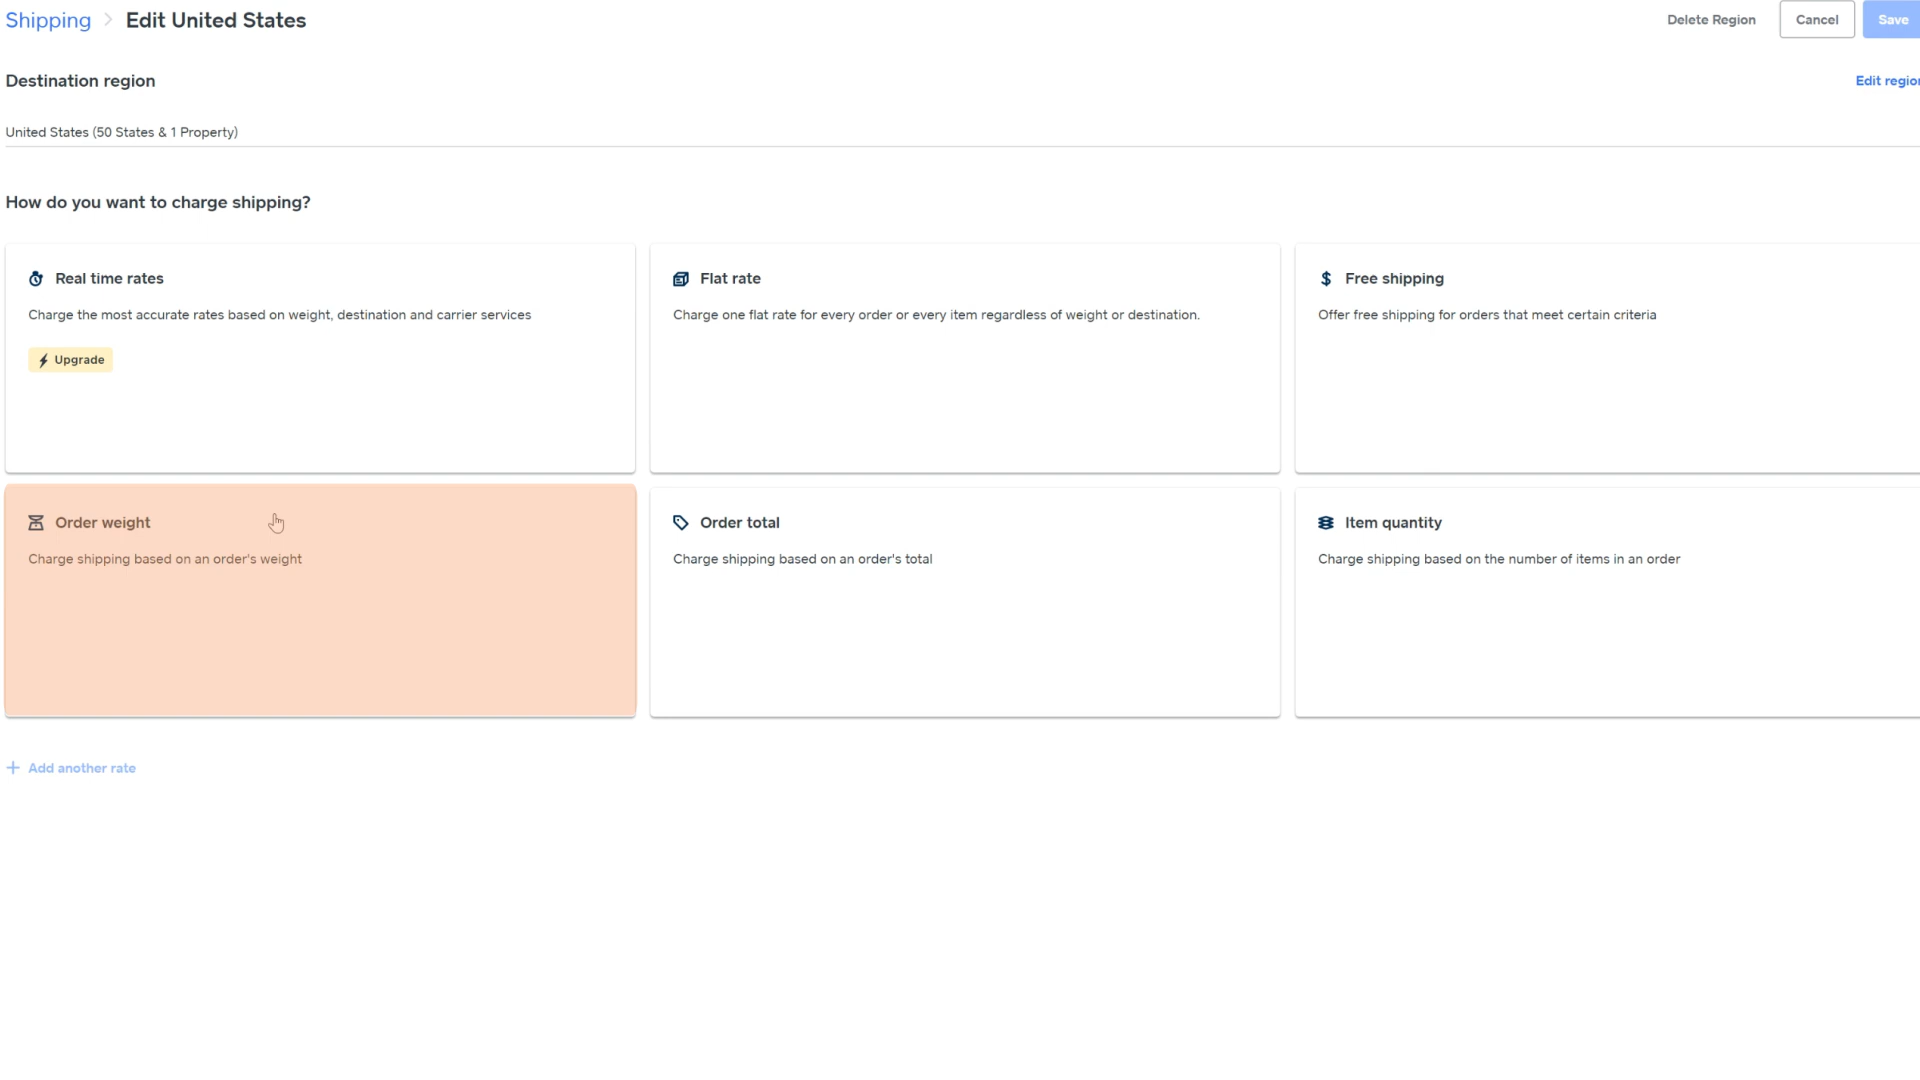 Shipping > Edit United States
Delete Region
Cancel
Save
Destination region
Edit region
United States (50 States & 1 Property)
How do you want to charge shipping?
Real time rates
Charge the most accurate rates based on weight, destination and carrier services
Upgrade
Flat rate
Charge one flat rate for every order or every item regardless of weight or destination.
Free shipping
Offer free shipping for orders that meet certain criteria
Order weight
Charge shipping based on an order's weight
Order total
Charge shipping based on an order's total
Item quantity
Charge shipping based on the number of items in an order
+ Add another rate